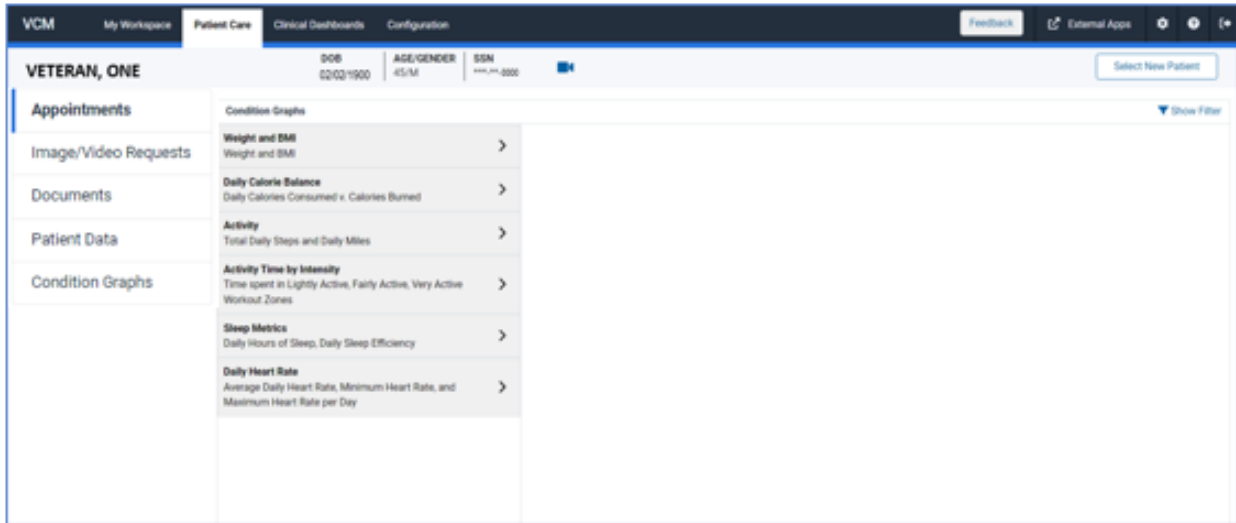 VCM My Workspace Patient Care Clinical Dashboards Configuration Feedback External Apps
VETERAN, ONE
DOB AGE/GENDER SSN
02/02/1900 45/M ***-**-0000
Select New Patient
Appointments
Image/Video Requests
Documents
Patient Data
Condition Graphs
Condition Graphs Show Filter
Weight and BMI
Weight and BMI
Daily Calorie Balance
Daily Calories Consumed v. Calories Burned
Activity
Total Daily Steps and Daily Miles
Activity Time by Intensity
Time spent in Lightly Active, Fairly Active, Very Active
Workout Zones
Sleep Metrics
Daily Hours of Sleep, Daily Sleep Efficiency
Daily Heart Rate
Average Daily Heart Rate, Minimum Heart Rate, and
Maximum Heart Rate per Day